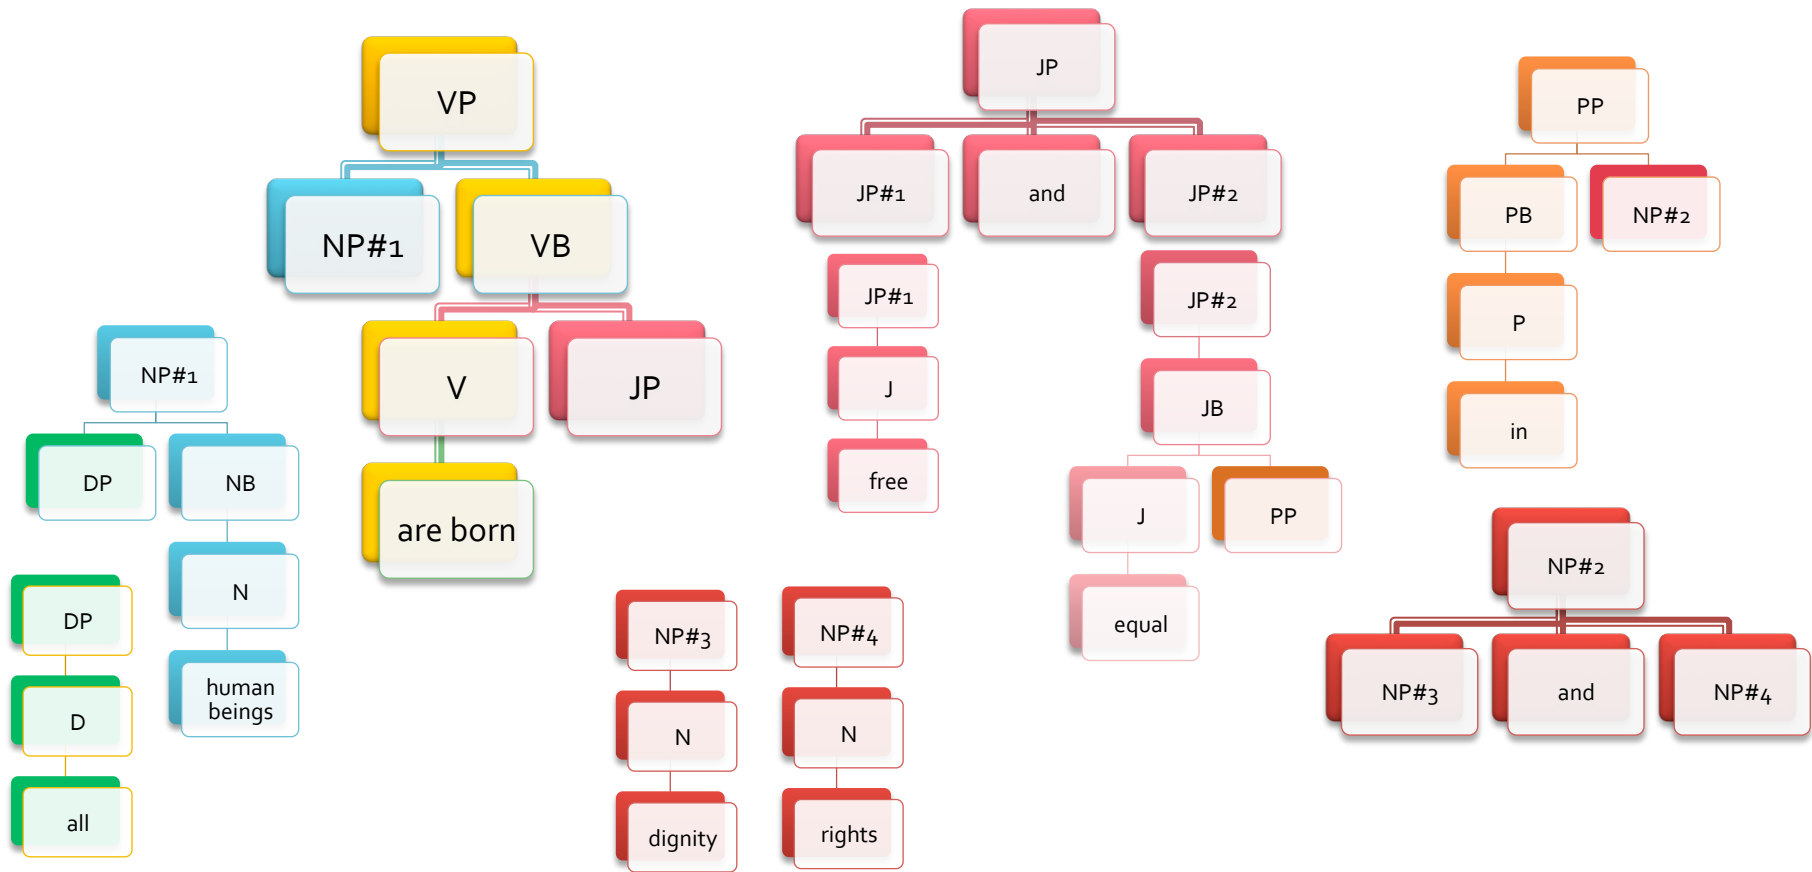 VP
NP#1
VB
V
JP
are born
NP#1
DP
NB
N
human
beings
DP
D
all
JP
JP#1
and
JP#2
JP#1
J
free
JP#2
JB
J
PP
equal
PP
PB
NP#2
P
in
NP#2
NP#3
and
NP#4
NP#3
N
dignity
NP#4
N
rights